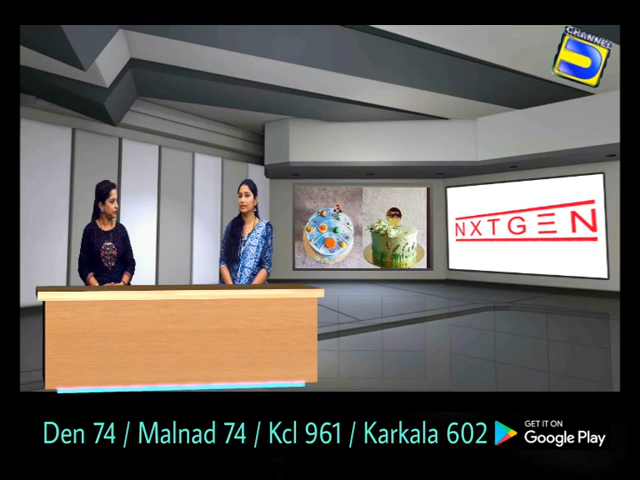 CHANNEL
D
NXTGEN
Den 74 / Malnad 74 / Kcl 961 / Karkala 602
GET IT ON
Google Play